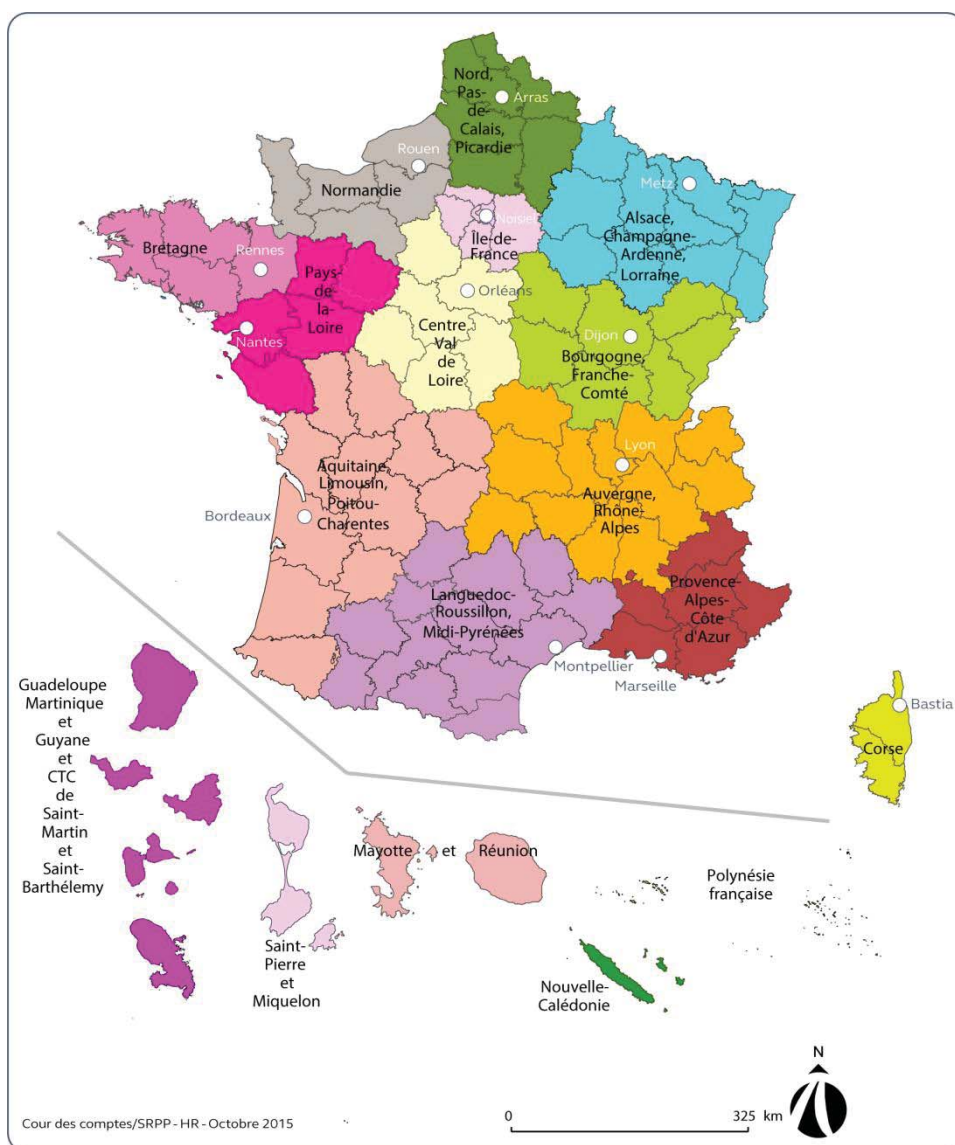 Nord,
Pas-
de-
Calais,
Picardie
Arras
Rouen
Normandie
Metz
Alsace,
Champagne-
Ardenne,
Lorraine
Noisiel
Île-de-
France
Bretagne
Rennes
Pays-
de-
la-
Loire
Nantes
Orléans
Centre,
Val
de
Loire
Dijon
Bourgogne,
Franche-
Comté
Lyon
Auvergne,
Rhône-
Alpes
Aquitaine,
Limousin,
Poitou-
Charentes
Bordeaux
Languedoc-
Roussillon,
Midi-Pyrénées
Provence-
Alpes-
Côte
d'Azur
Montpellier
Marseille
Bastia
Corse
Guadeloupe
Martinique
et
Guyane
et
CTC
de
Saint-
Martin
et
Saint-
Barthélemy
Mayotte et Réunion
Polynésie
française
Saint-
Pierre
et
Miquelon
Nouvelle-
Calédonie
N
Cour des comptes/SRPP - HR - Octobre 2015
0 325 km